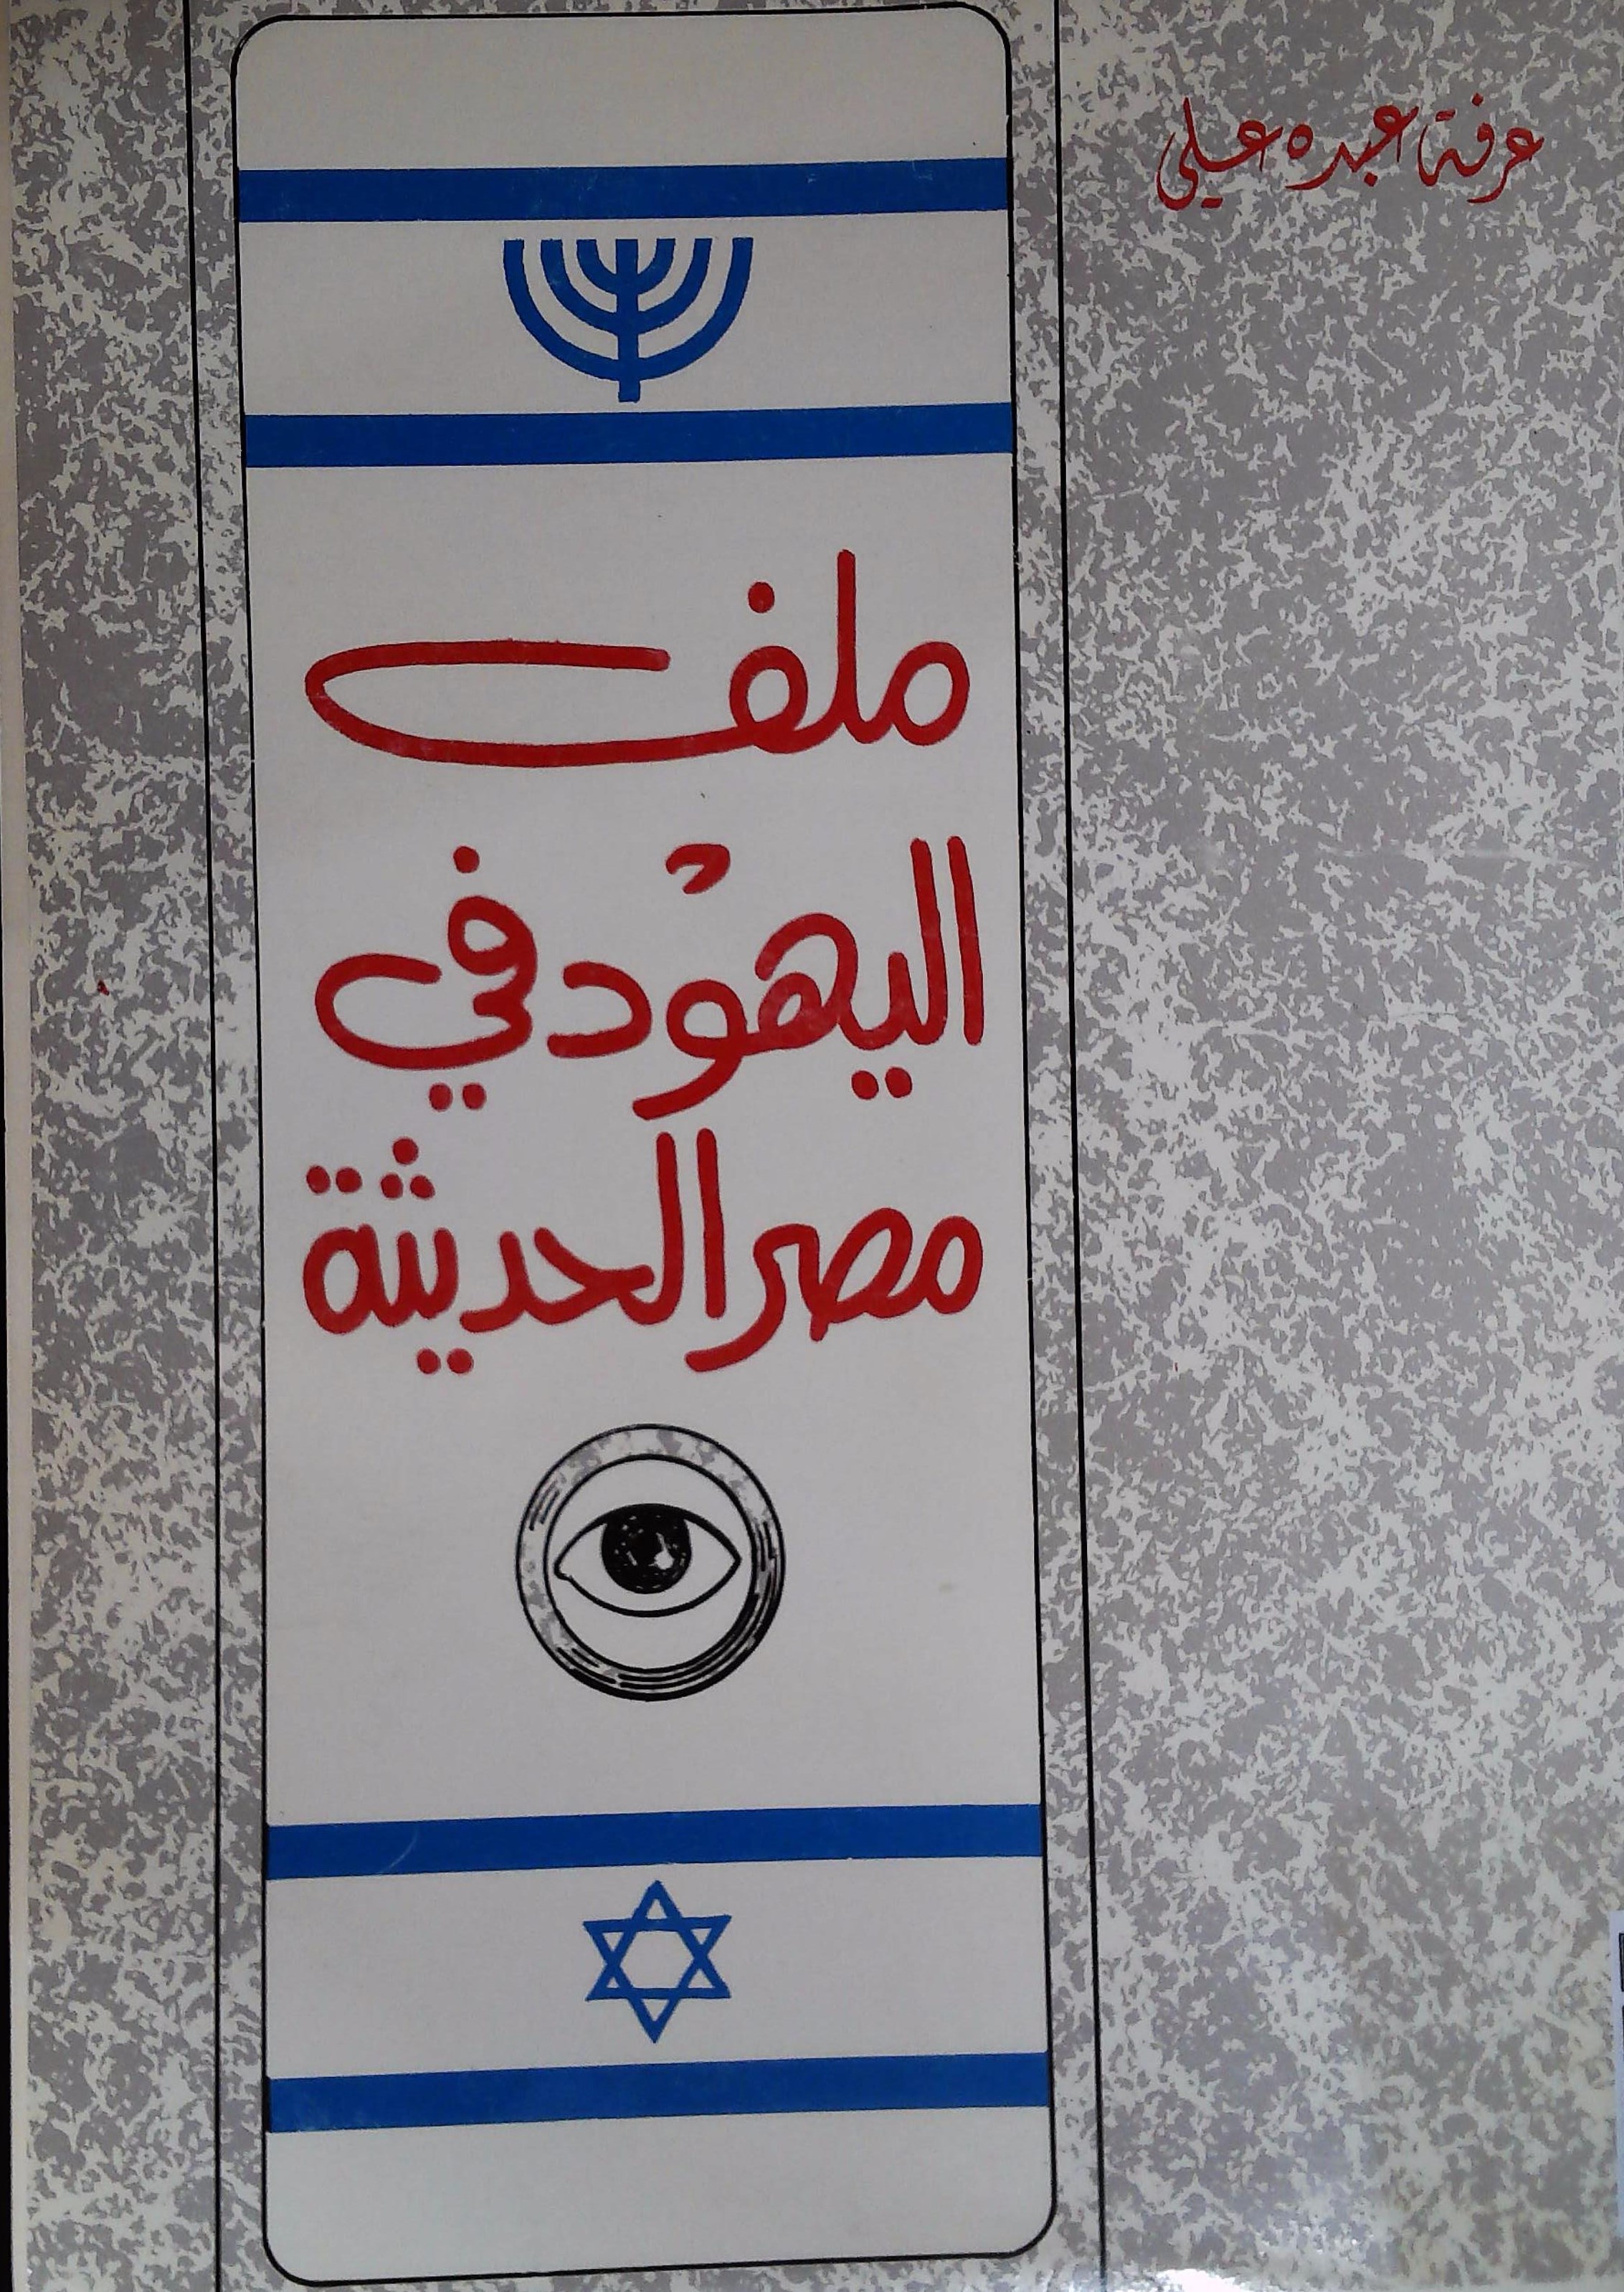 عرفة عبده علي
ملف
اليهود في
مصر الحديثة